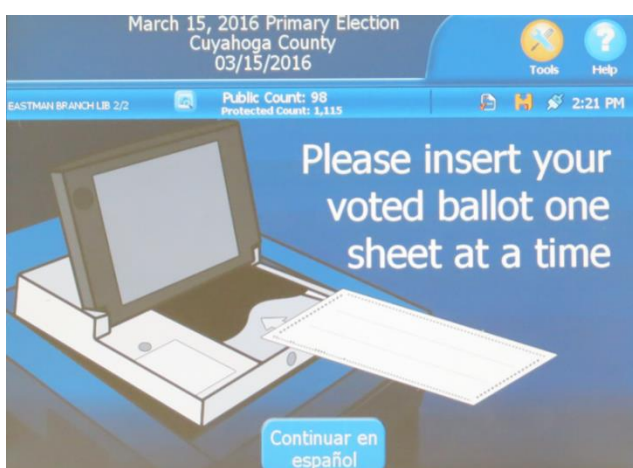 March 15, 2016 Primary Election
Cuyahoga County
03/15/2016
Tools
Help
EASTMAN BRANCH LIB 2/2
Public Count: 98
Protected Count: 1,115
2:21 PM
Please insert your
voted ballot one
sheet at a time
Continuar en
español